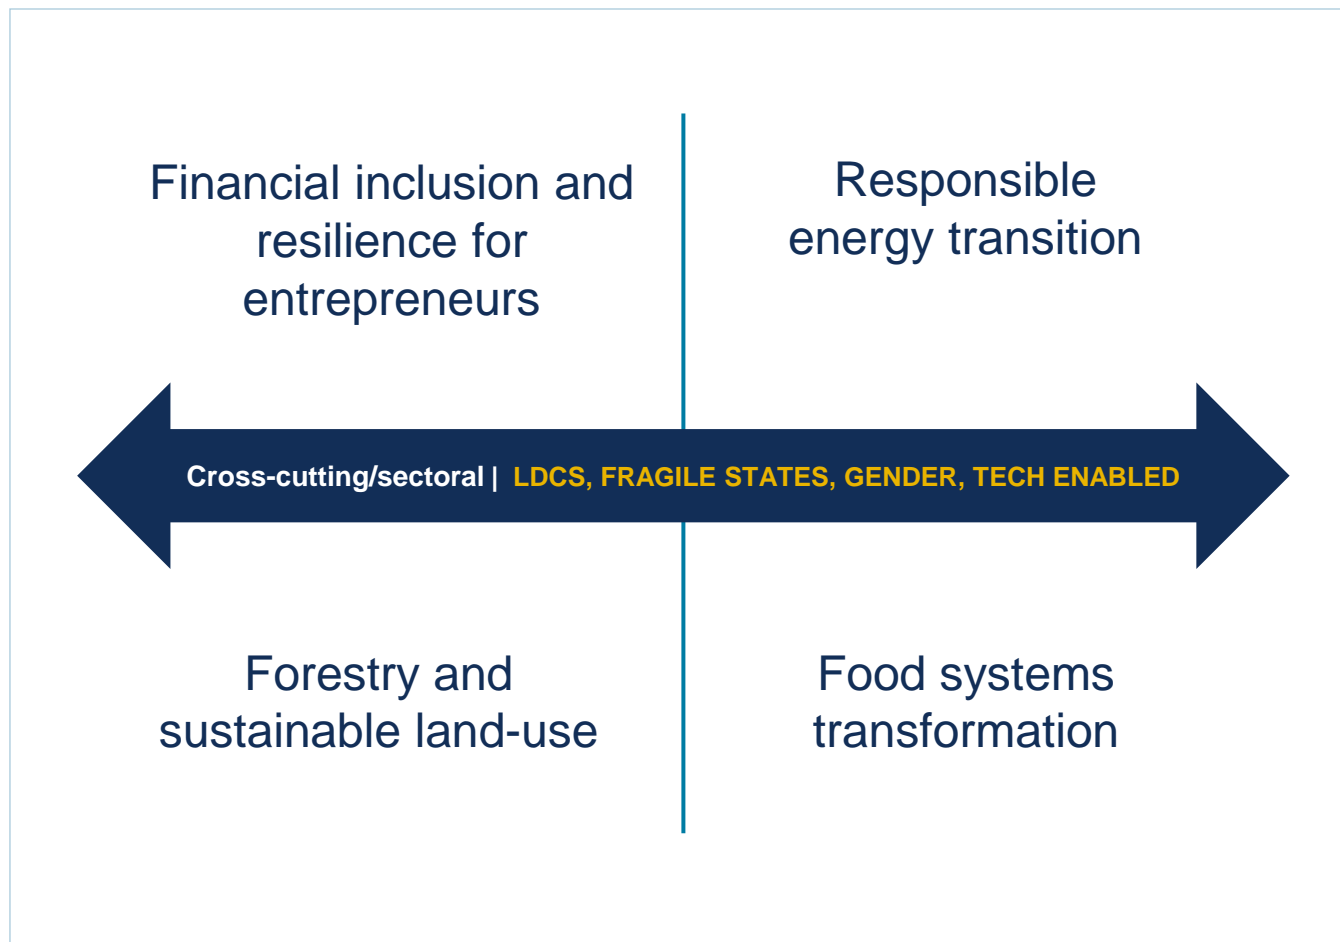 Financial inclusion and
resilience for
entrepreneurs
Responsible
energy transition
Cross-cutting/sectoral | LDCS, FRAGILE STATES, GENDER, TECH ENABLED
Forestry and
sustainable land-use
Food systems
transformation